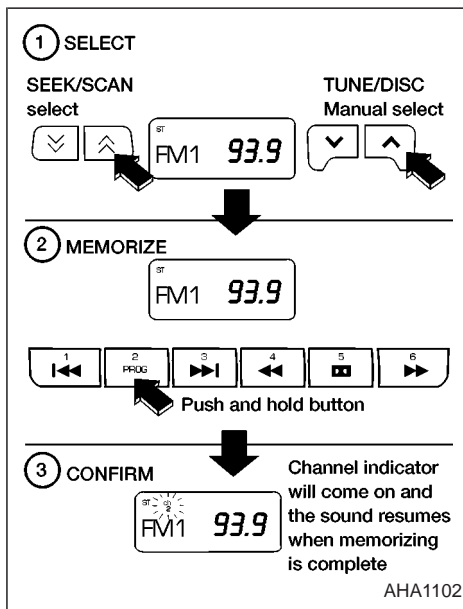 1 SELECT
SEEK/SCAN
select
TUNE/DISC
Manual select
ST
FM1 93.9
2 MEMORIZE
ST
FM1 93.9
1 2 3 4 5 6
PROG
Push and hold button
3 CONFIRM
ST 2
FM1 93.9
Channel indicator
will come on and
the sound resumes
when memorizing
is complete
AHA1102